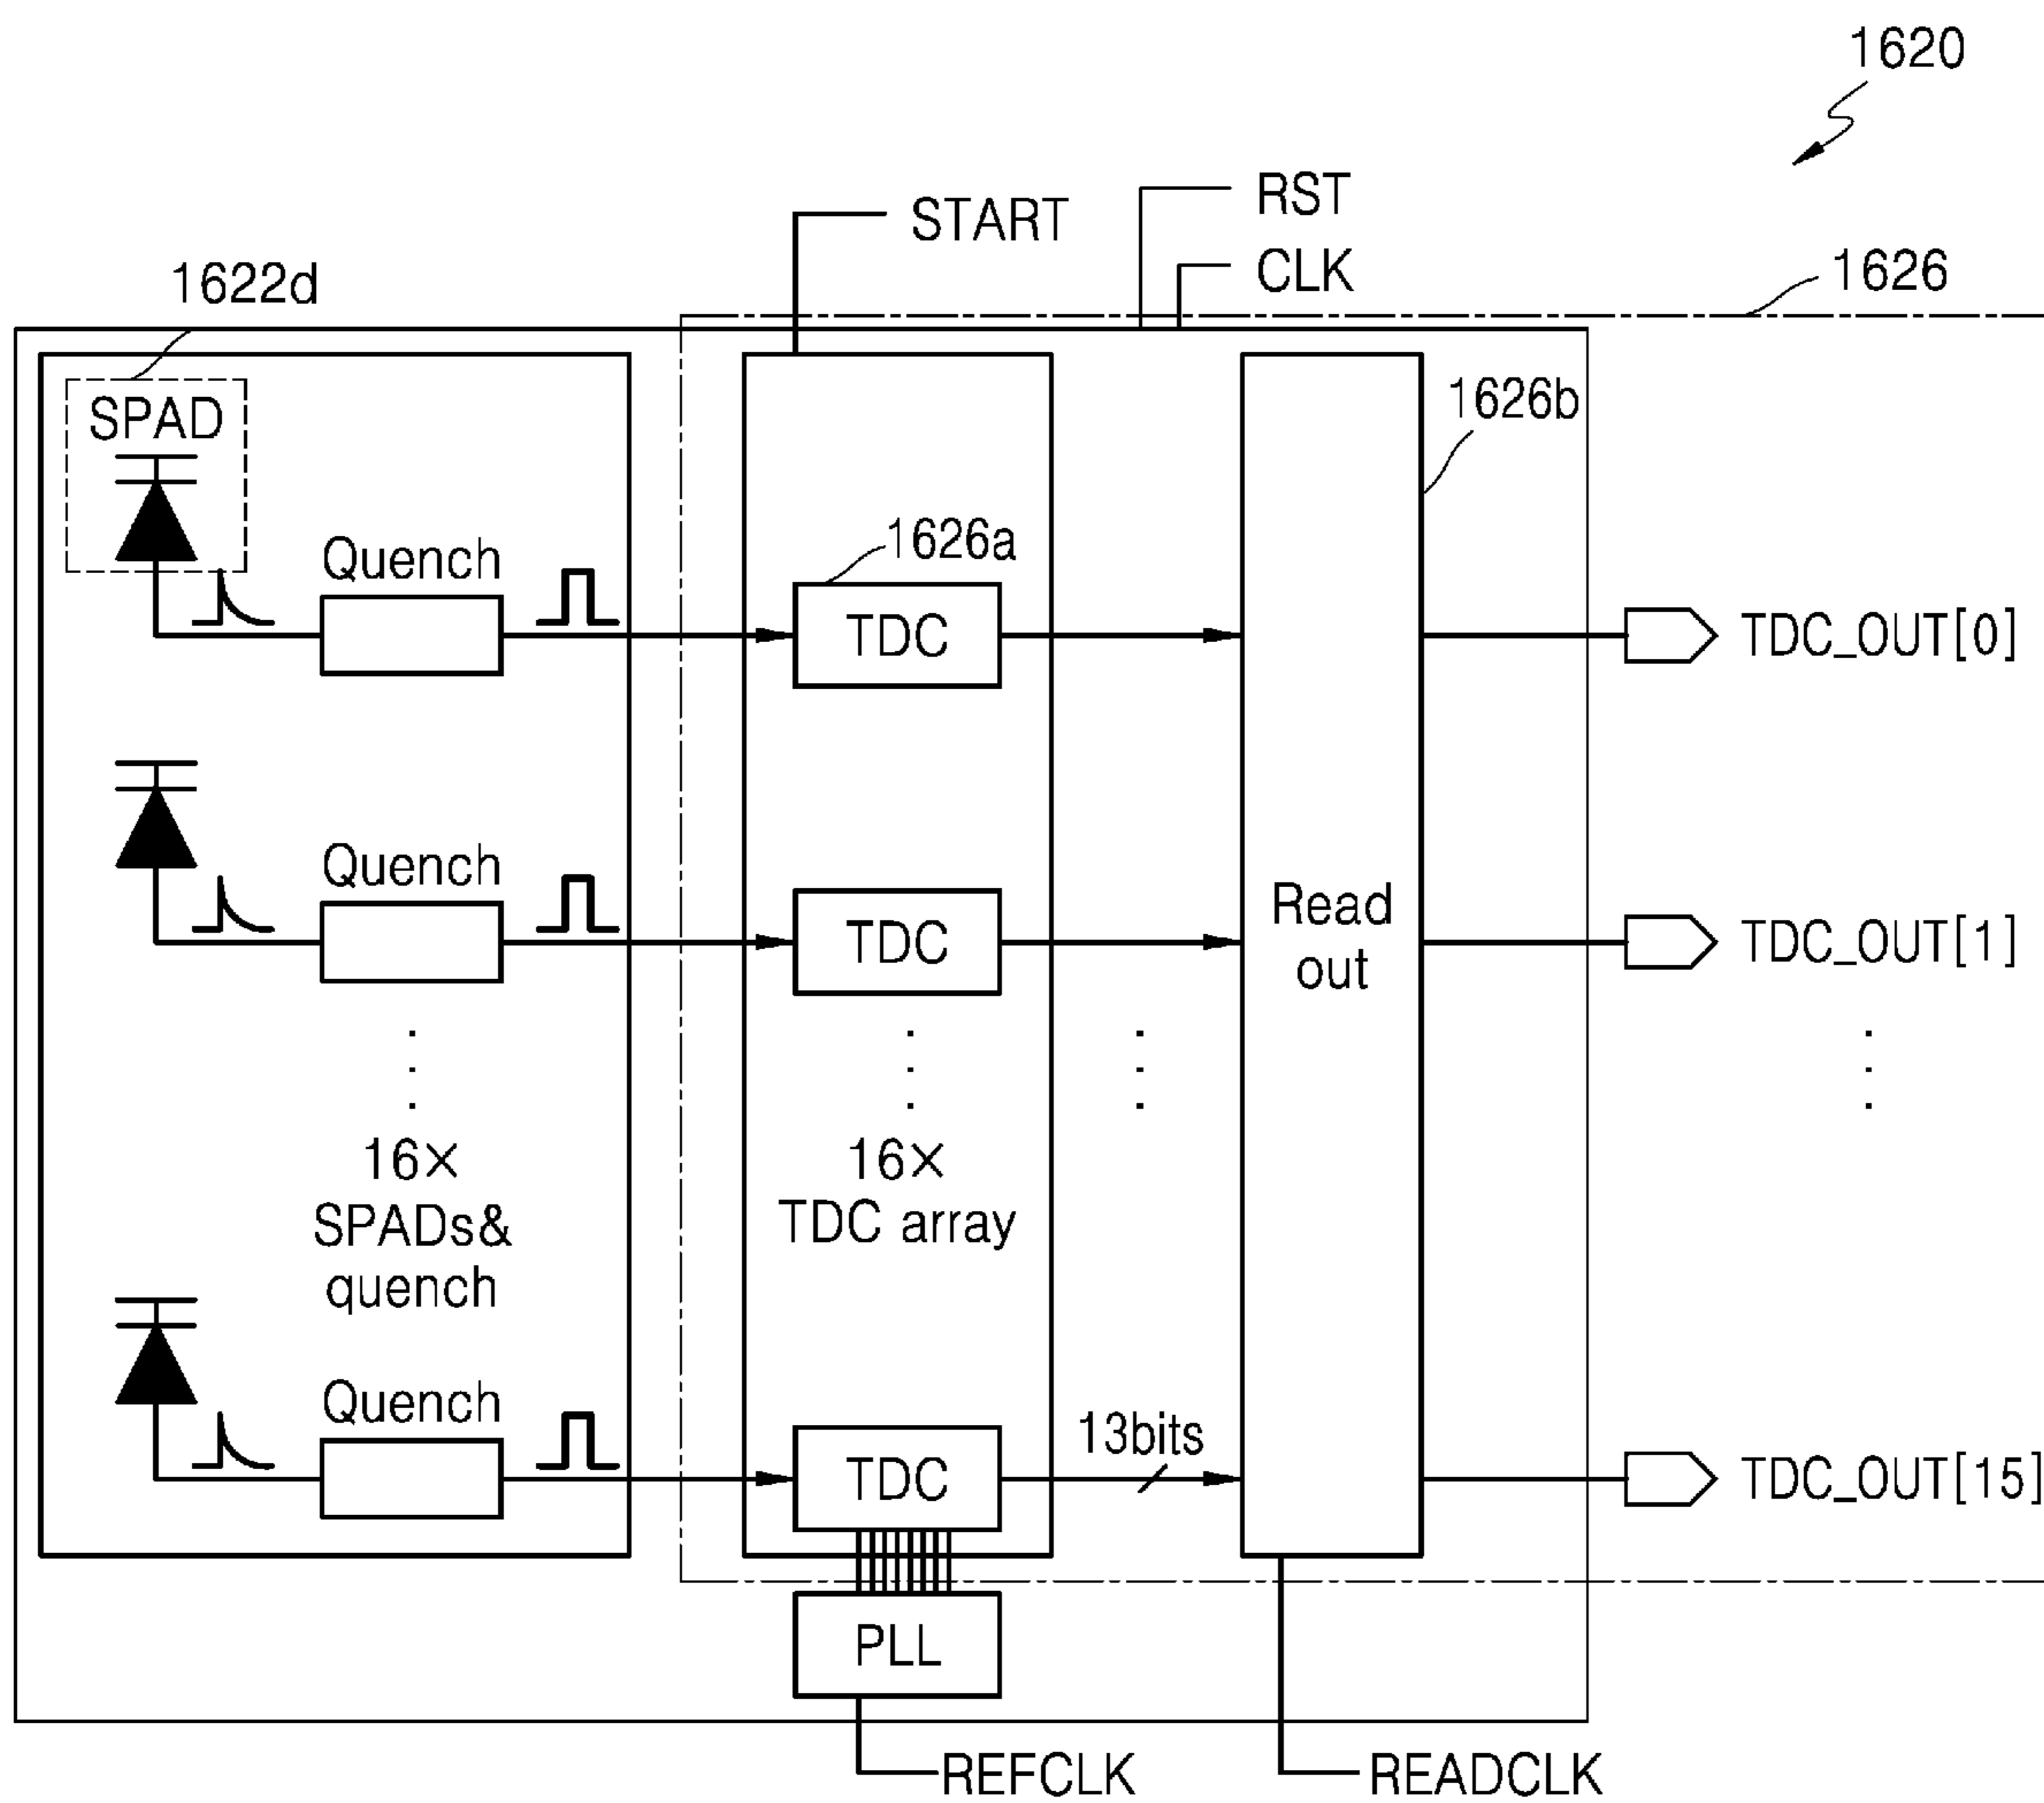 1620
RST
START
CLK
1622d
1626
SPAD
1626b
Quench
1626a
TDC
TDC_OUT[0]
Quench
TDC
Read
out
TDC_OUT[1]
16×
SPADs&
quench
16×
TDC array
Quench
TDC
13bits
TDC_OUT[15]
PLL
REFCLK
READCLK